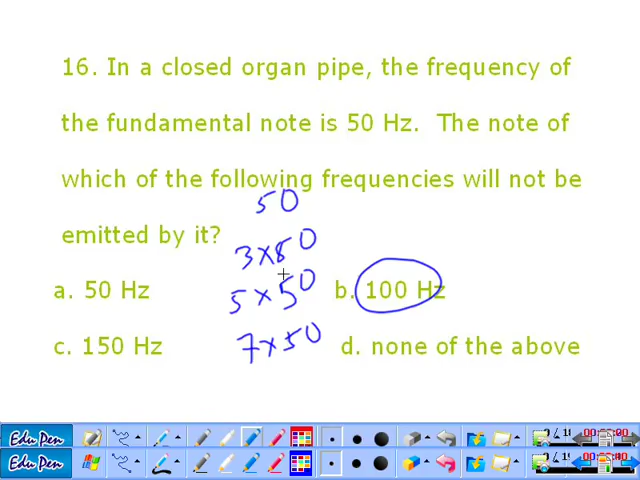 16. In a closed organ pipe, the frequency of
the fundamental note is 50 Hz. The note of
which of the following frequencies will not be
50
emitted by it?
3×50
a. 50 Hz
5×50
b. 100 Hz
7×50
c. 150 Hz
d. none of the above
Edu Pen
Edu Pen